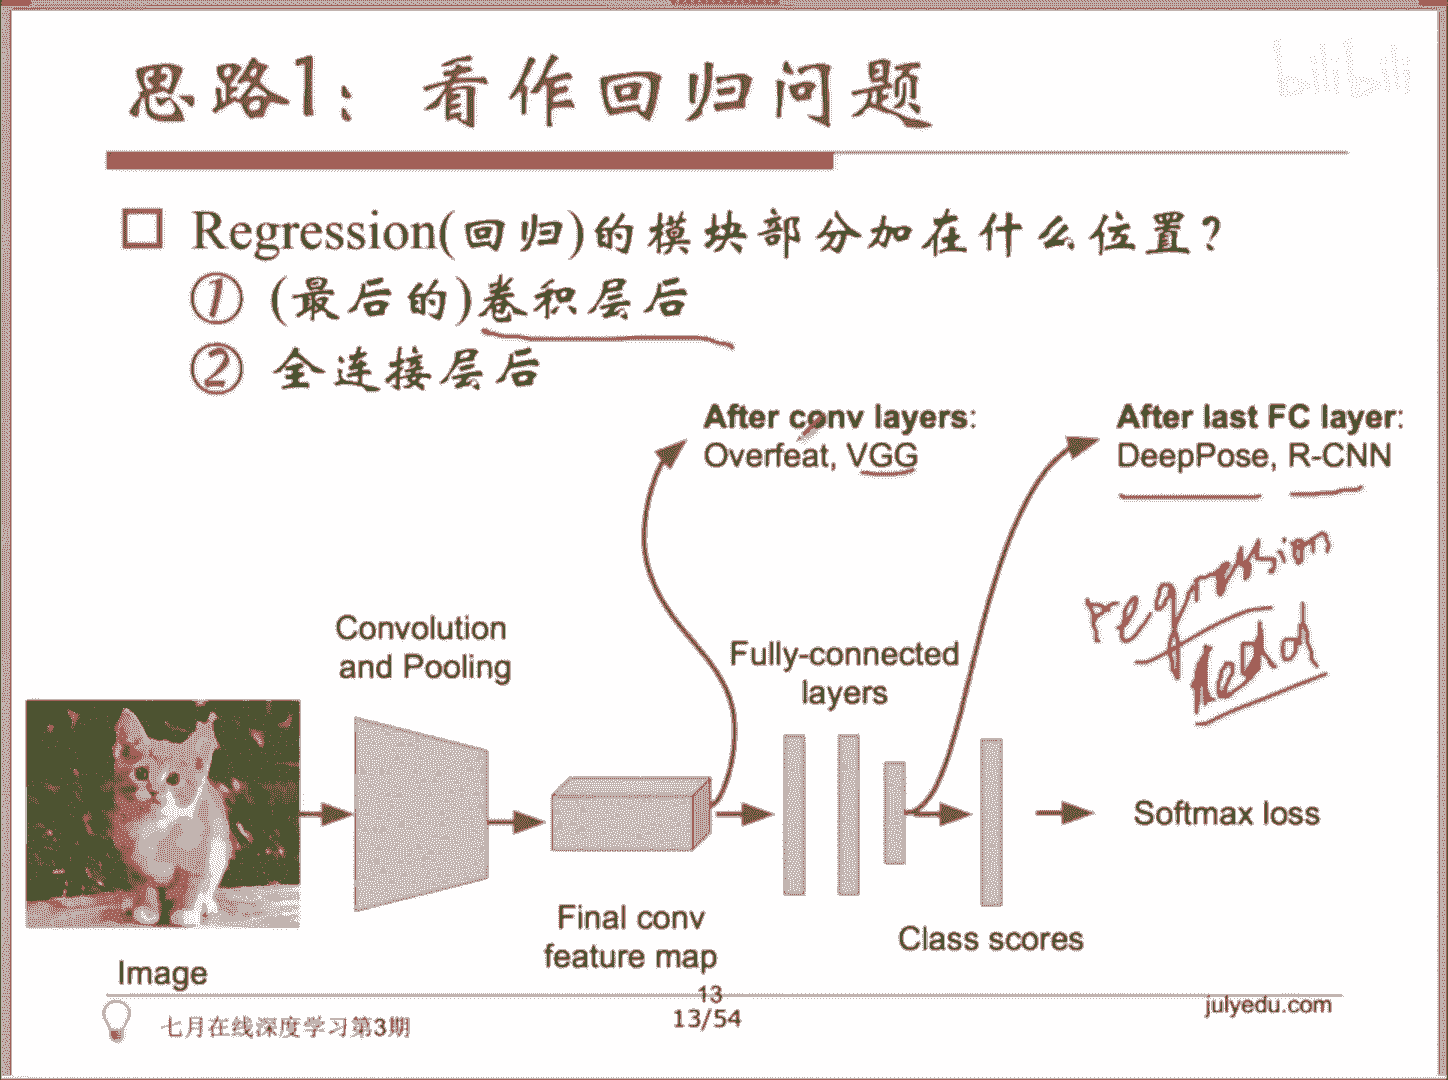 bilibili
思路1：看作回归问题
Regression(回归)的模块部分加在什么位置？
① (最后的)卷积层后
② 全连接层后
After conv layers:
Overfeat, VGG
After last FC layer:
DeepPose, R-CNN
Regression
head
Convolution
and Pooling
Fully-connected
layers
Softmax loss
Final conv
feature map
Class scores
Image
13
13/54
七月在线深度学习第3期
julyedu.com